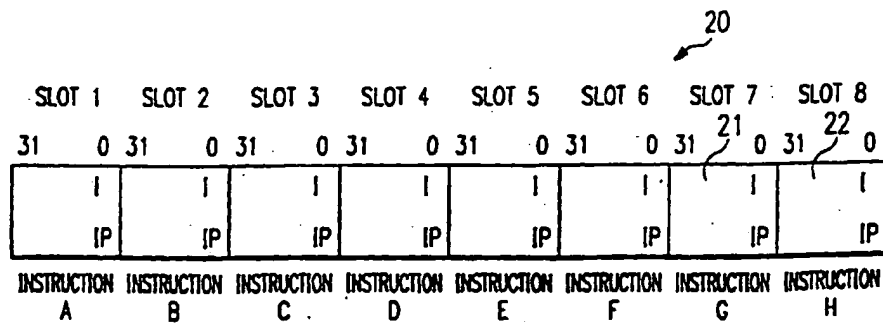 20
SLOT 1 SLOT 2 SLOT 3 SLOT 4 SLOT 5 SLOT 6 SLOT 7 SLOT 8
31 0 31 0 31 0 31 0 31 0 31 0 31 21 0 31 22 0
I I I I I I I I
IP IP IP IP IP IP IP IP
INSTRUCTION INSTRUCTION INSTRUCTION INSTRUCTION INSTRUCTION INSTRUCTION INSTRUCTION INSTRUCTION
A B C D E F G H